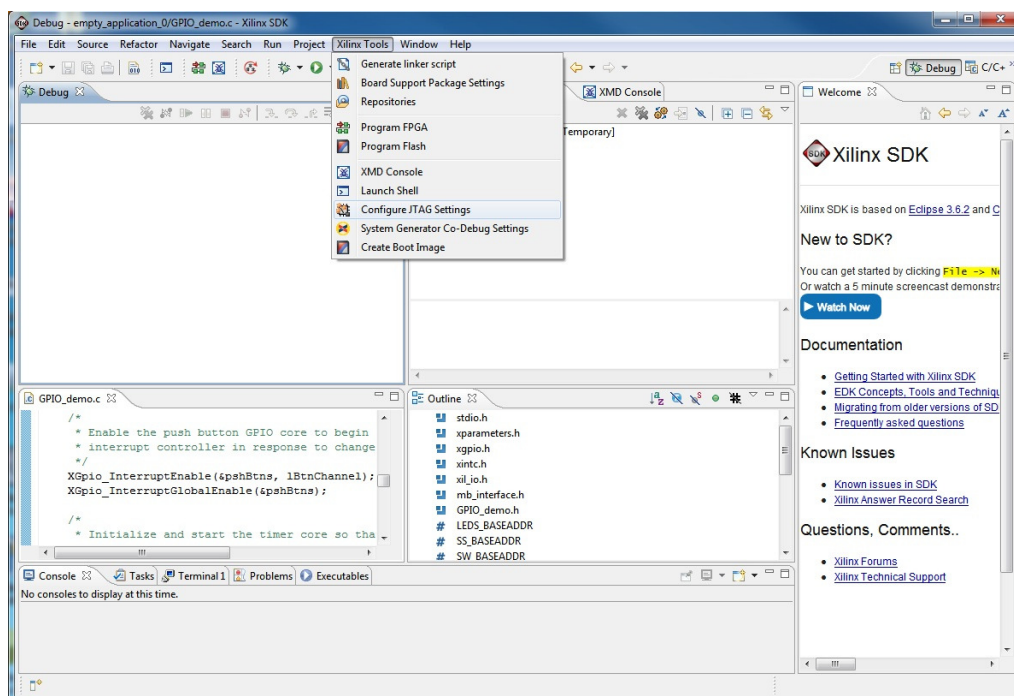 Debug - empty_application_0/GPIO_demo.c - Xilinx SDK
File Edit Source Refactor Navigate Search Run Project Xilinx Tools Window Help
Generate linker script
Board Support Package Settings
Repositories
Program FPGA
Program Flash
XMD Console
Launch Shell
Configure JTAG Settings
System Generator Co-Debug Settings
Create Boot Image
Debug C/C+
Debug
XMD Console
Temporary]
Welcome
SDK Xilinx SDK
Xilinx SDK is based on Eclipse 3.6.2 and C
New to SDK?
You can get started by clicking File -> Ne
Or watch a 5 minute screencast demonstra
Watch Now
Documentation
Getting Started with Xilinx SDK
EDK Concepts, Tools and Techniqu
Migrating from older versions of SD
Frequently asked questions
Known Issues
Known issues in SDK
Xilinx Answer Record Search
Questions, Comments..
Xilinx Forums
Xilinx Technical Support
GPIO_demo.c
/*
* Enable the push button GPIO core to begin
* interrupt controller in response to change
*/
XGpio_InterruptEnable(&pshBtns, lBtnChannel);
XGpio_InterruptGlobalEnable(&pshBtns);
/*
* Initialize and start the timer core so tha
Outline
stdio.h
xparameters.h
xgpio.h
xintc.h
xil_io.h
mb_interface.h
GPIO_demo.h
LEDS_BASEADDR
SS_BASEADDR
SW_BASEADDR
Console Tasks Terminal 1 Problems Executables
No consoles to display at this time.